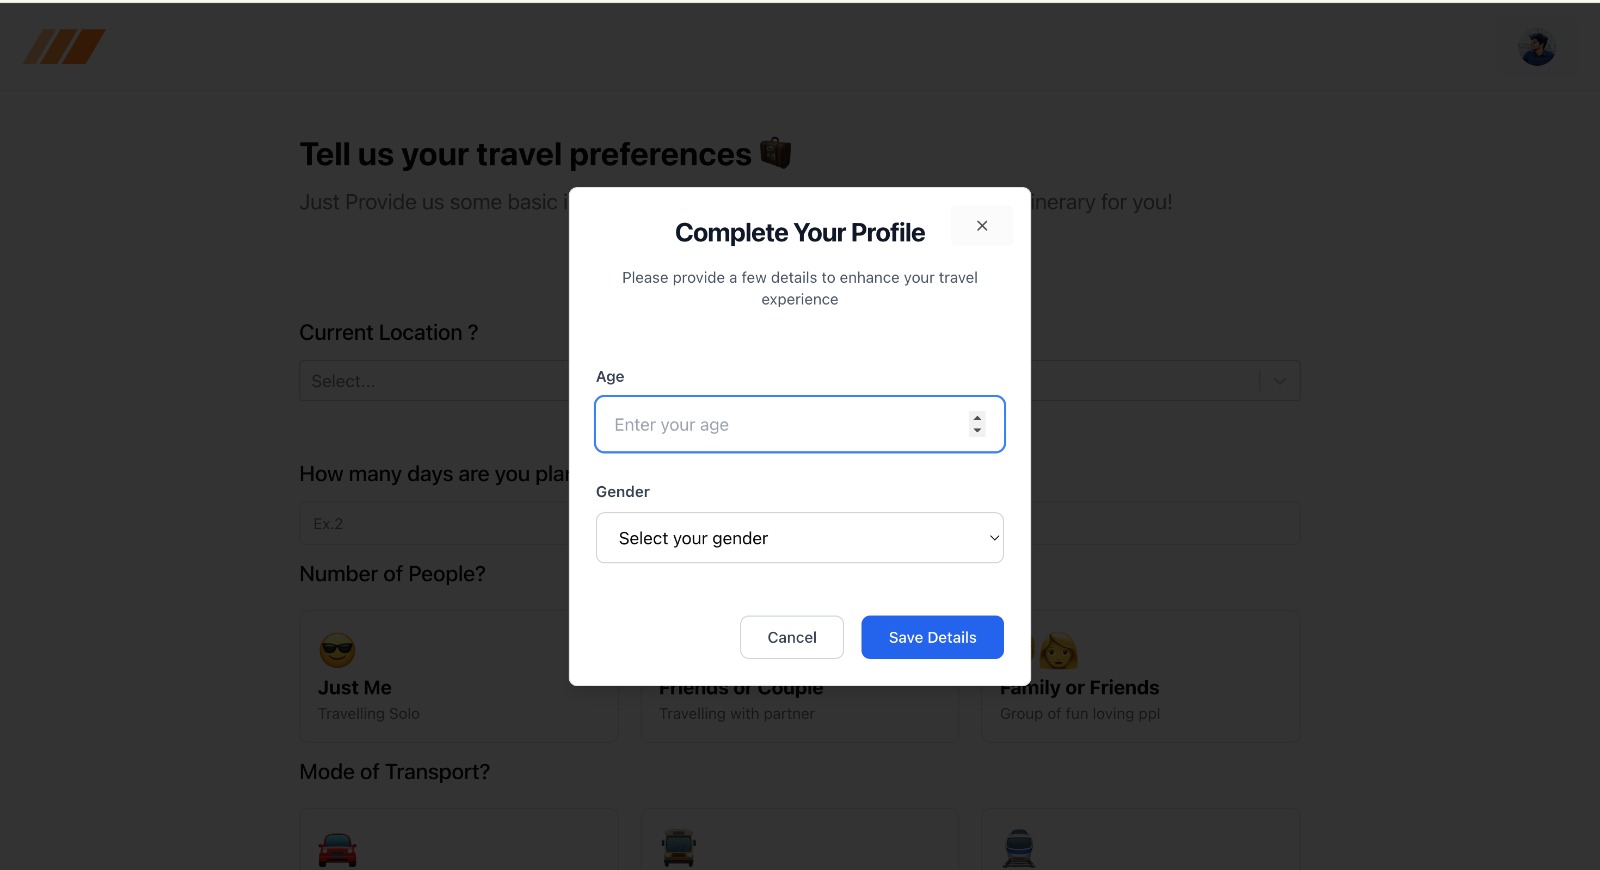 Tell us your travel preferences
Just Provide us some basic
inerary for you!
Complete Your Profile
Please provide a few details to enhance your travel
experience
Current Location ?
Select...
Age
Enter your age
How many days are you
Gender
Ex.2
Select your gender
Number of People?
Cancel
Save Details
Just Me
Friends or Couple
Family or Friends
Travelling Solo
Travelling with partner
Group of fun loving ppl
Mode of Transport?